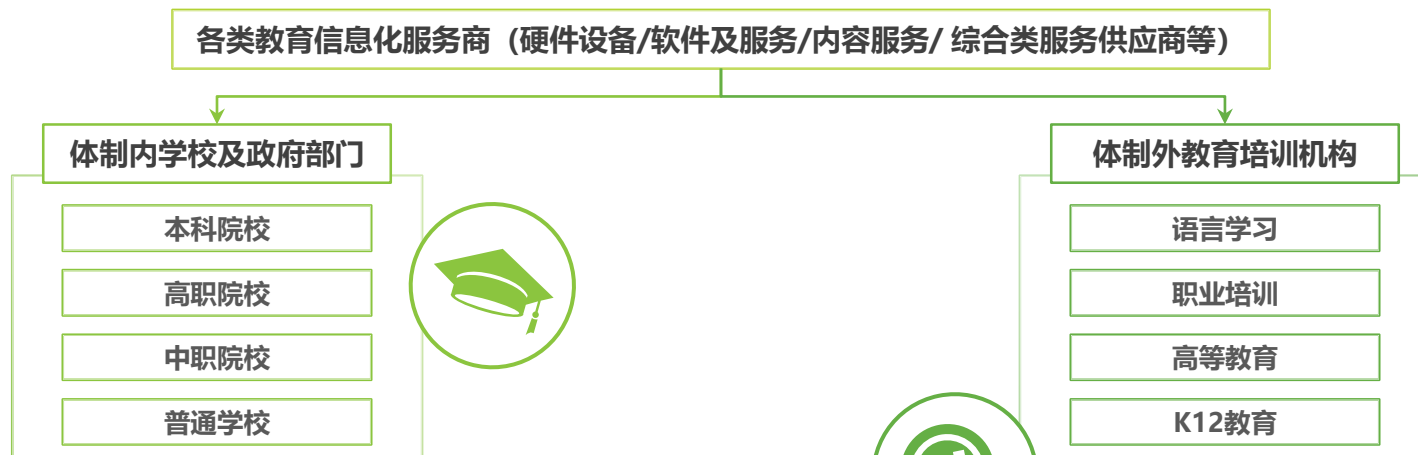 各类教育信息化服务商（硬件设备/软件及服务/内容服务/ 综合类服务供应商等）
体制内学校及政府部门
本科院校
高职院校
中职院校
普通学校
体制外教育培训机构
语言学习
职业培训
高等教育
K12教育